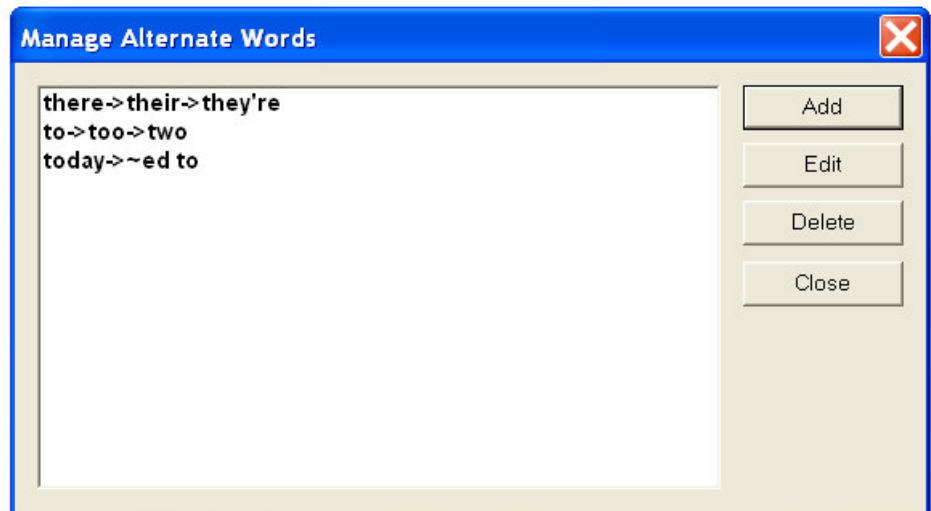 Manage Alternate Words
there->their->they're
to->too->two
today->~ed to
Add
Edit
Delete
Close